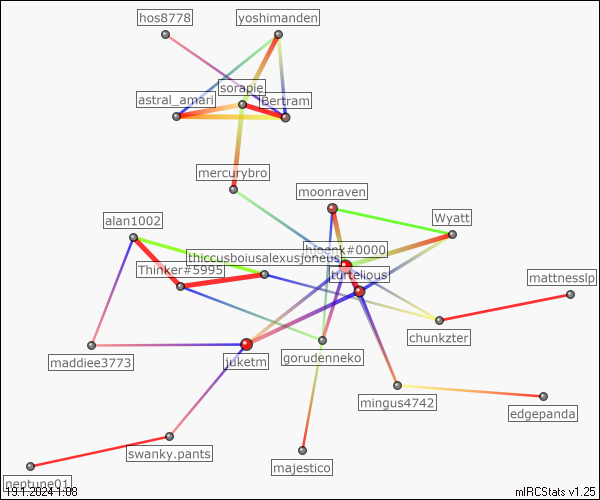 hos8778
yoshimanden
sorapie
astral_amari
Bertram
mercurybro
moonraven
alan1002
Wyatt
#0000
thiccusboiusalexusjoneus
Thinker#5995
turtelious
mattnesslp
chunkzter
maddiee3773
juketm
gorudenneko
mingus4742
edgepanda
swanky.pants
majestico
neptune01
19.1.2024 1:08
mIRCStats v1.25